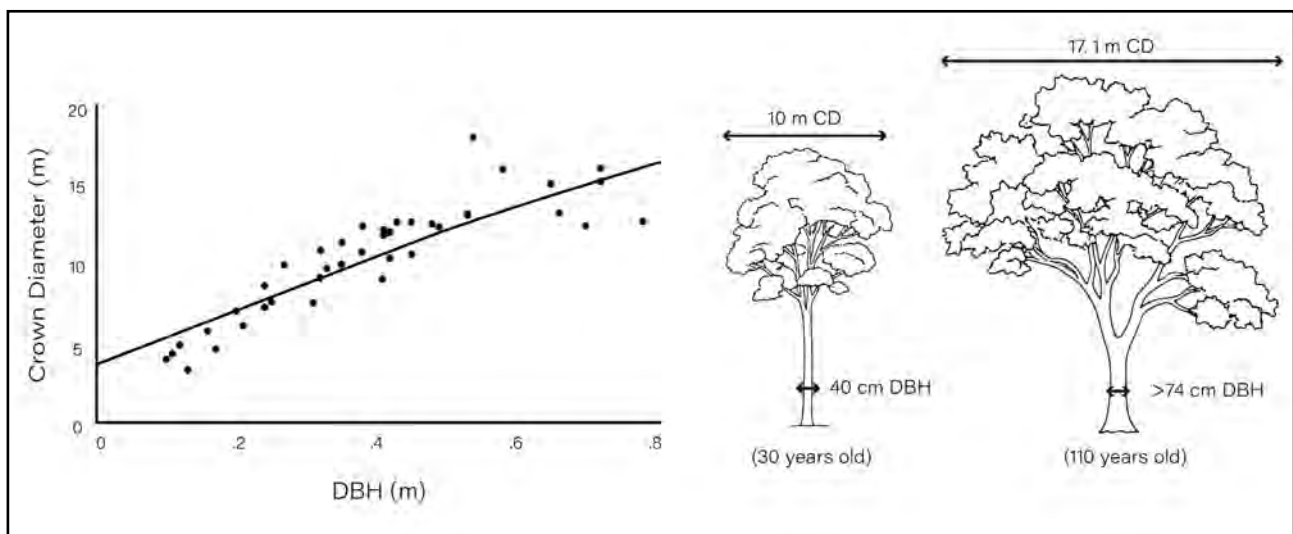 20
15
10
5
0
Crown Diameter (m)
0
.2
.4
.6
.8
DBH (m)
10 m CD
40 cm DBH
(30 years old)
17.1 m CD
>74 cm DBH
(110 years old)